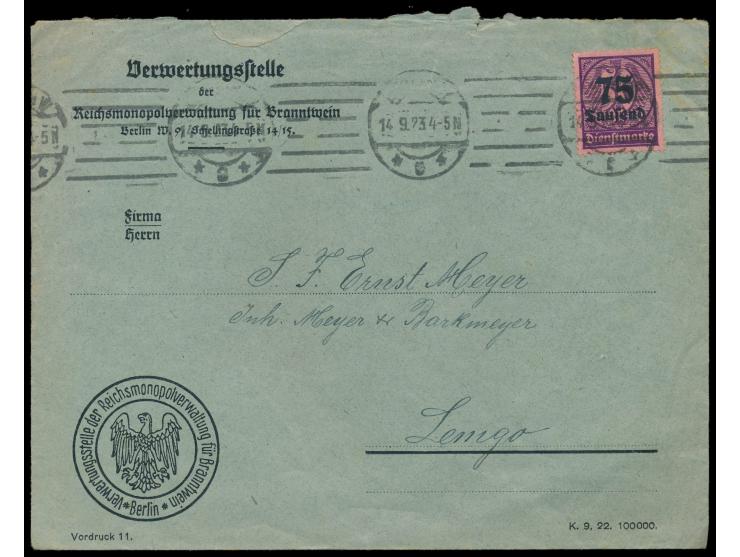 Verwertungsstelle
der
Reichsmonopolverwaltung für Branntwein
Berlin W. 9, Schellingstraße 14/15.
75
Tausend
Dienstmarke
14.9.23.4-5N
Firma
Herrn
S. F. Ernst Meyer
Inh. Meyer & Barkmeyer
Lemgo
Verwertungsstelle der Reichsmonopolverwaltung für Branntwein
*Berlin*
Vordruck 11.
K. 9. 22. 100000.